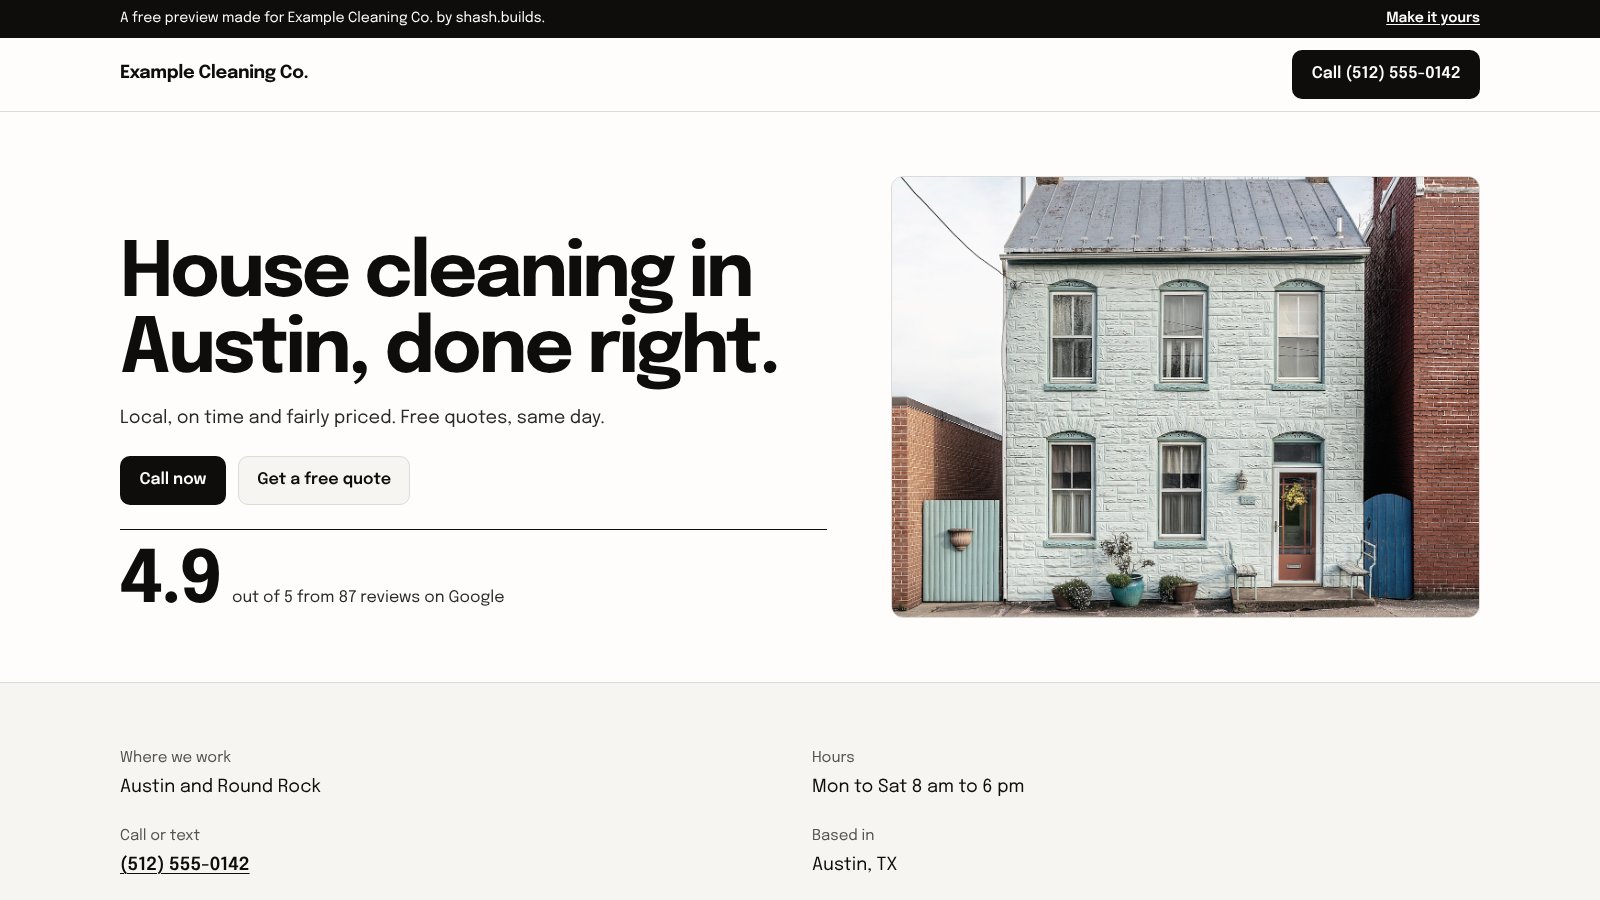 A free preview made for Example Cleaning Co. by shash.builds.
Make it yours
Example Cleaning Co.
Call (512) 555-0142
House cleaning in
Austin, done right.
Local, on time and fairly priced. Free quotes, same day.
Call now
Get a free quote
4.9 out of 5 from 87 reviews on Google
Where we work
Austin and Round Rock
Hours
Mon to Sat 8 am to 6 pm
Call or text
(512) 555-0142
Based in
Austin, TX